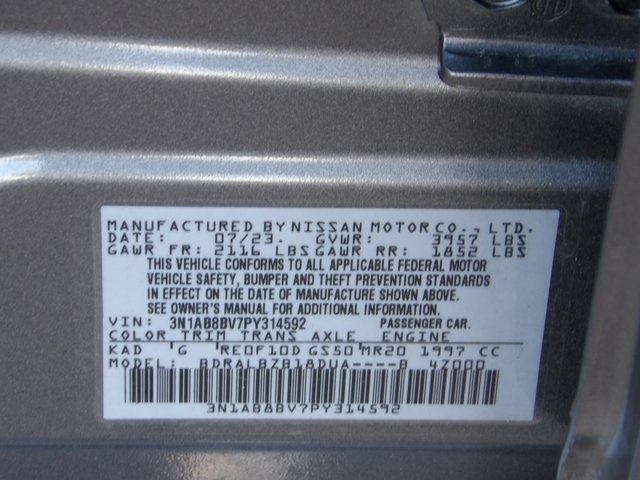 MANUFACTURED BY NISSAN MOTOR CO., LTD.
DATE: 07/23. GVWR: 3957 LBS
GAWR FR: 2116 LBS GAWR RR: 1852 LBS
THIS VEHICLE CONFORMS TO ALL APPLICABLE FEDERAL MOTOR
VEHICLE SAFETY, BUMPER AND THEFT PREVENTION STANDARDS
IN EFFECT ON THE DATE OF MANUFACTURE SHOWN ABOVE.
SEE OWNER'S MANUAL FOR ADDITIONAL INFORMATION.
VIN: 3N1AB8BV7PY314592 PASSENGER CAR.
COLOR TRIM TRANS AXLE ENGINE
KAD 'G 'RE0F10D GS50'MR20 1997 CC
MODEL: BDRALBZB18DUA----B 47000
3N1AB8BV7PY314592